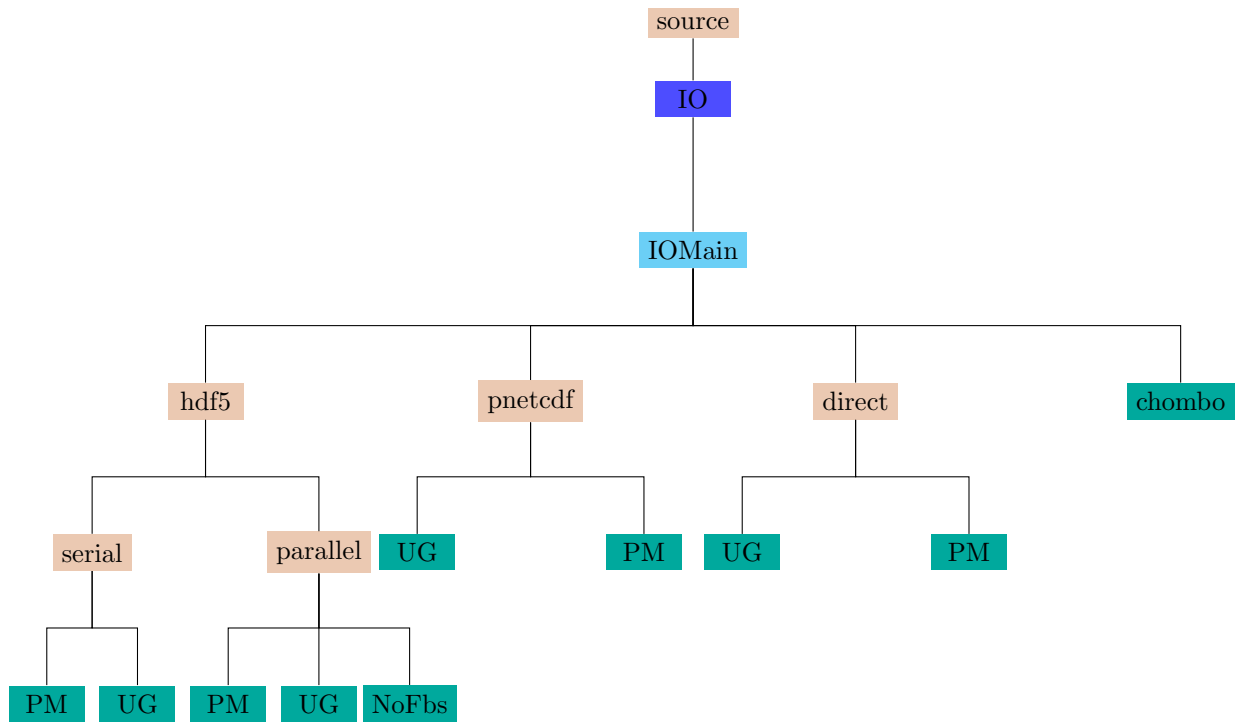 source
IO
IOMain
hdf5
pnetcdf
direct
chombo
serial
parallel
UG
PM
UG
PM
PM
UG
PM
UG
NoFbs